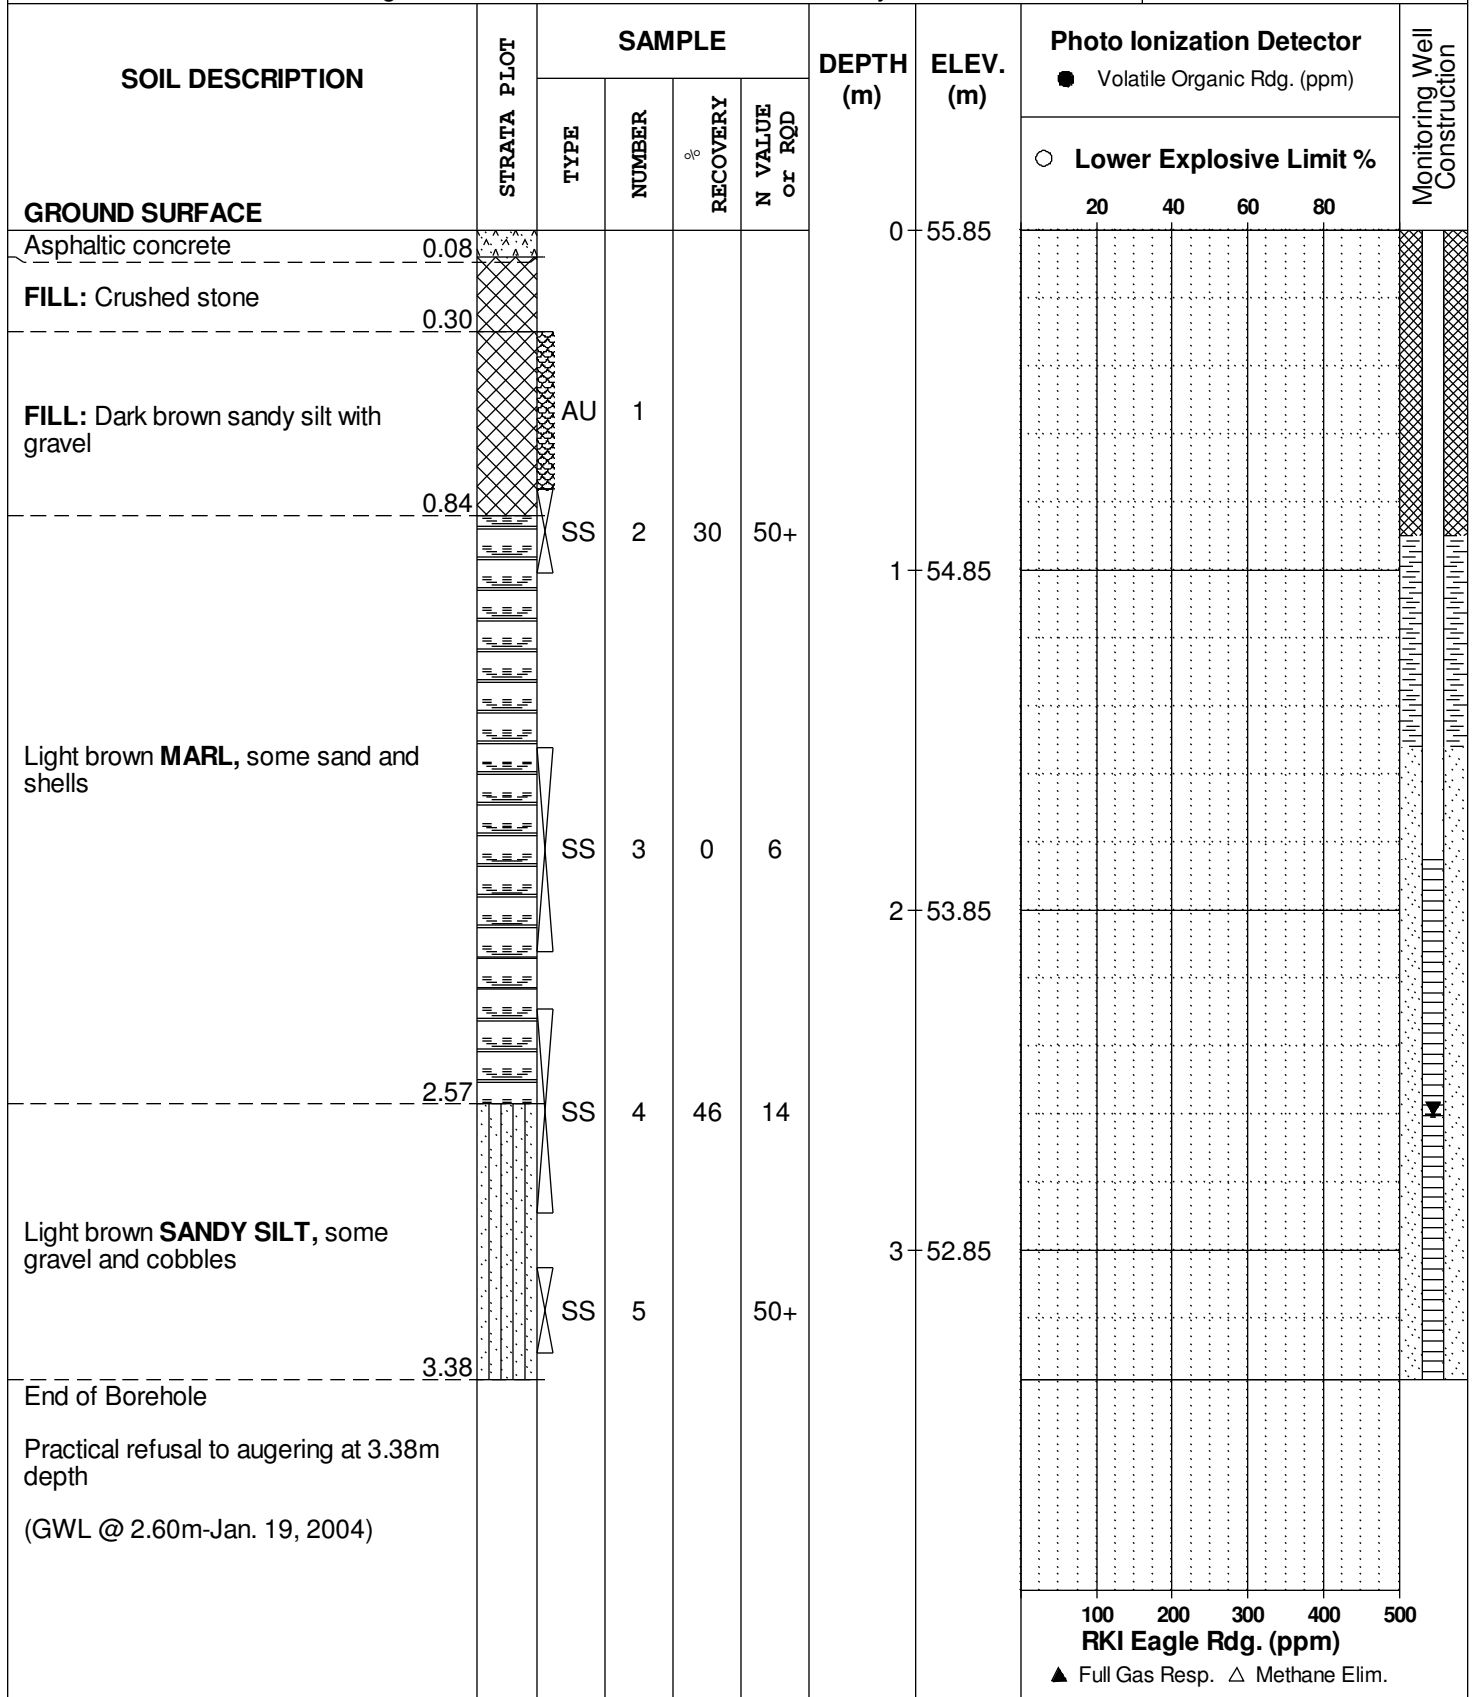 SOIL DESCRIPTION
GROUND SURFACE
STRATA PLOT
SAMPLE
TYPE
NUMBER
%
RECOVERY
N VALUE
or RQD
DEPTH
(m)
ELEV.
(m)
Photo Ionization Detector
● Volatile Organic Rdg. (ppm)
○ Lower Explosive Limit %
20 40 60 80
Monitoring Well
Construction
0 55.85
Asphaltic concrete 0.08
FILL: Crushed stone
0.30
FILL: Dark brown sandy silt with
gravel
AU 1
0.84
SS 2 30 50+
1 54.85
Light brown MARL, some sand and
shells
SS 3 0 6
2 53.85
2.57
SS 4 46 14
Light brown SANDY SILT, some
gravel and cobbles
3 52.85
SS 5 50+
3.38
End of Borehole
Practical refusal to augering at 3.38m
depth
(GWL @ 2.60m-Jan. 19, 2004)
100 200 300 400 500
RKI Eagle Rdg. (ppm)
▲ Full Gas Resp. △ Methane Elim.